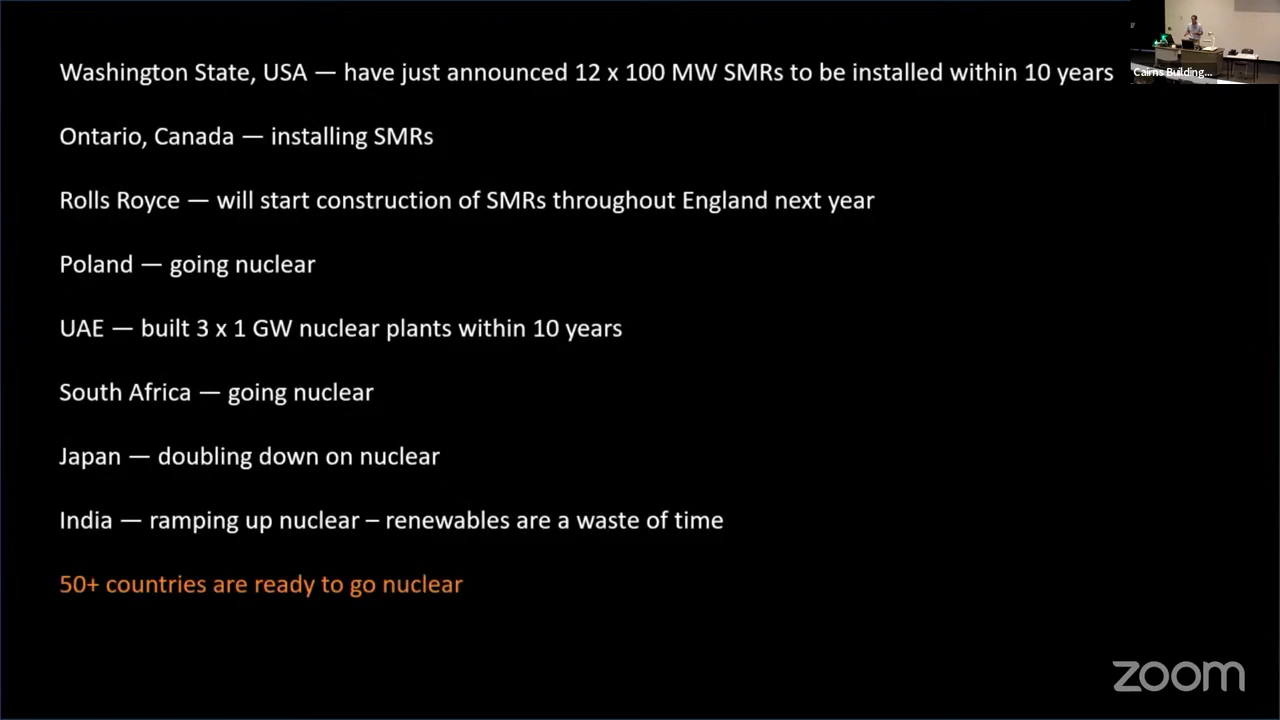 Washington State, USA — have just announced 12 x 100 MW SMRs to be installed within 10 years
Cairns Building...
Ontario, Canada — installing SMRs
Rolls Royce — will start construction of SMRs throughout England next year
Poland — going nuclear
UAE — built 3 x 1 GW nuclear plants within 10 years
South Africa — going nuclear
Japan — doubling down on nuclear
India — ramping up nuclear – renewables are a waste of time
50+ countries are ready to go nuclear
zoom